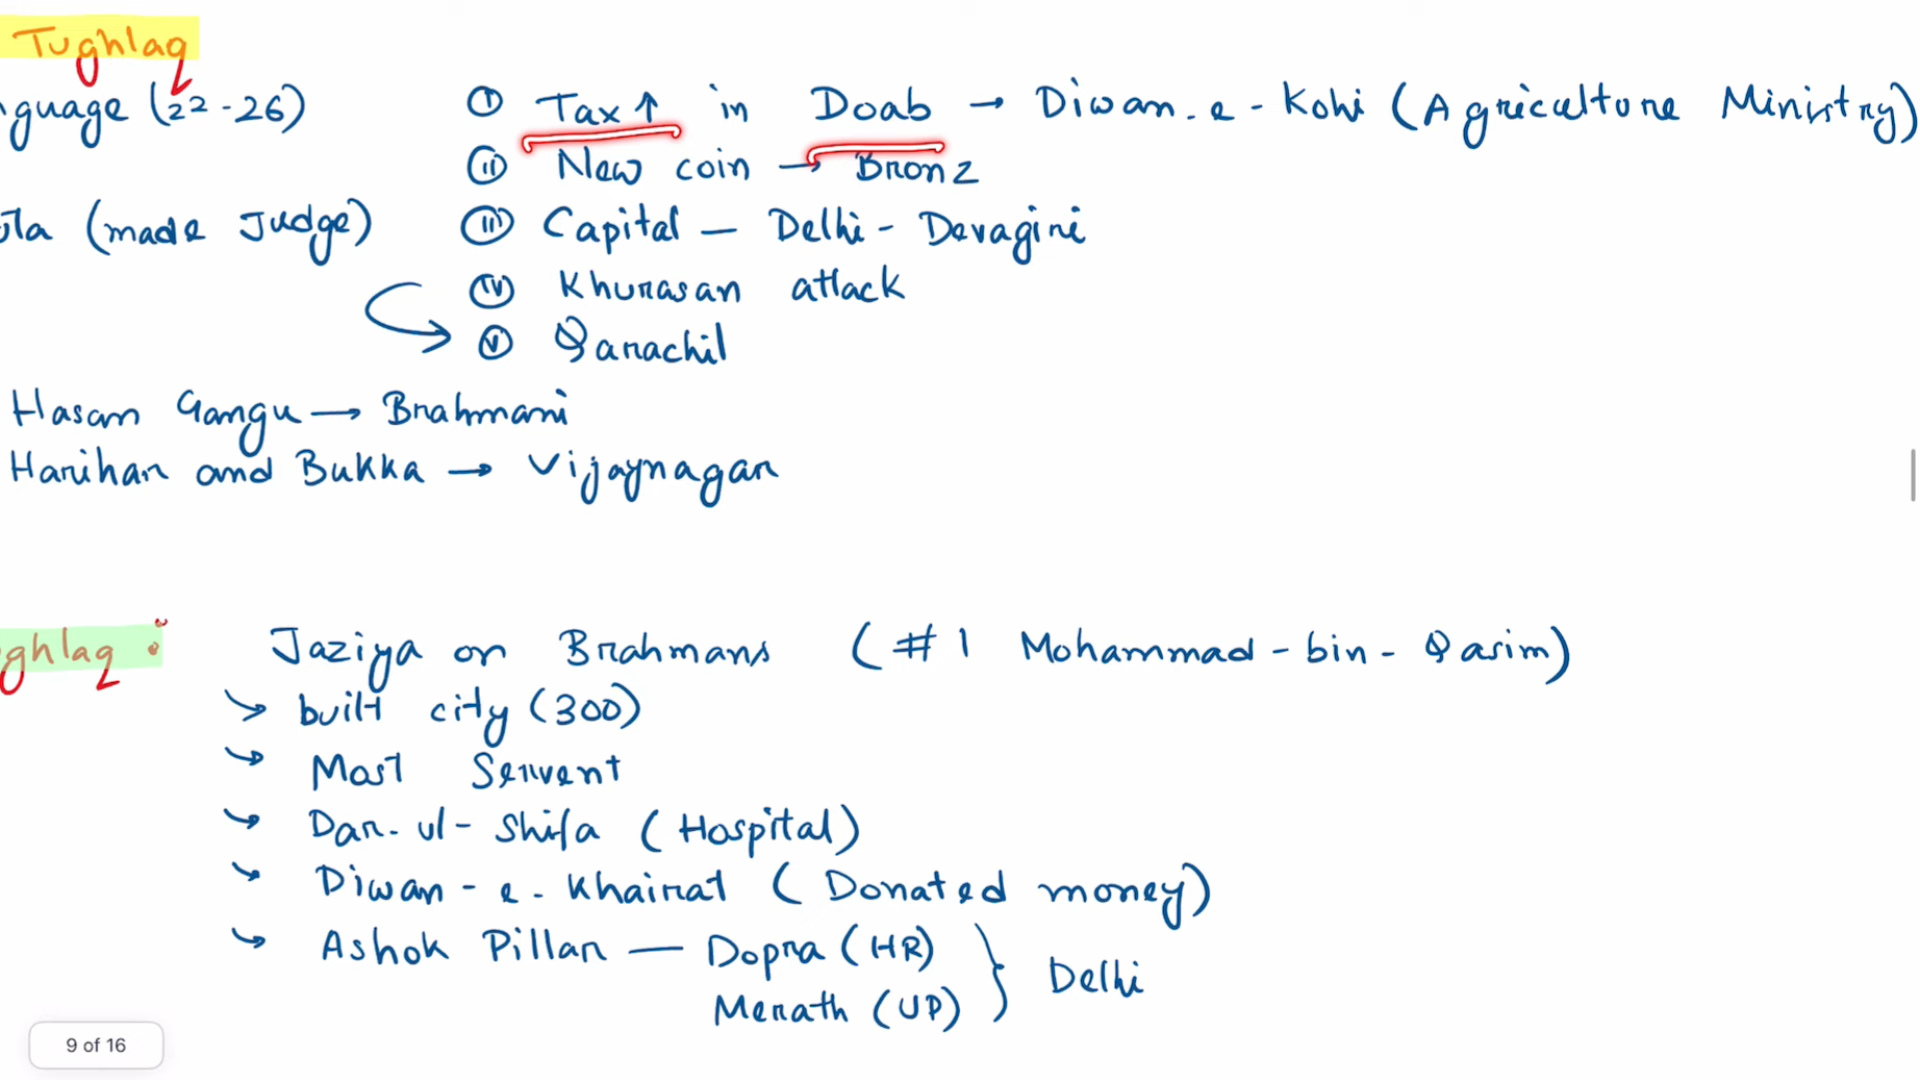 Tughlaq
nguage (22-26)
① Tax ↑ in Doab → Diwan-e-Kohi (Agriculture Ministry)
② New coin → Bronz
uta (made Judge)
③ Capital - Delhi - Devagiri
④ Khurasan attack
⑤ Qarachil
Hasan Gangu → Brahmani
Harihar and Bukka → Vijaynagar
ghlaq :
Jaziya on Brahmans (#1 Mohammad-bin-Qasim)
built city (300)
Most Servent
Dar-ul-Shifa (Hospital)
Diwan-e-Khairat (Donated money)
Ashok Pillar — Dopra (HR)
Merath (UP)
} Delhi
9 of 16